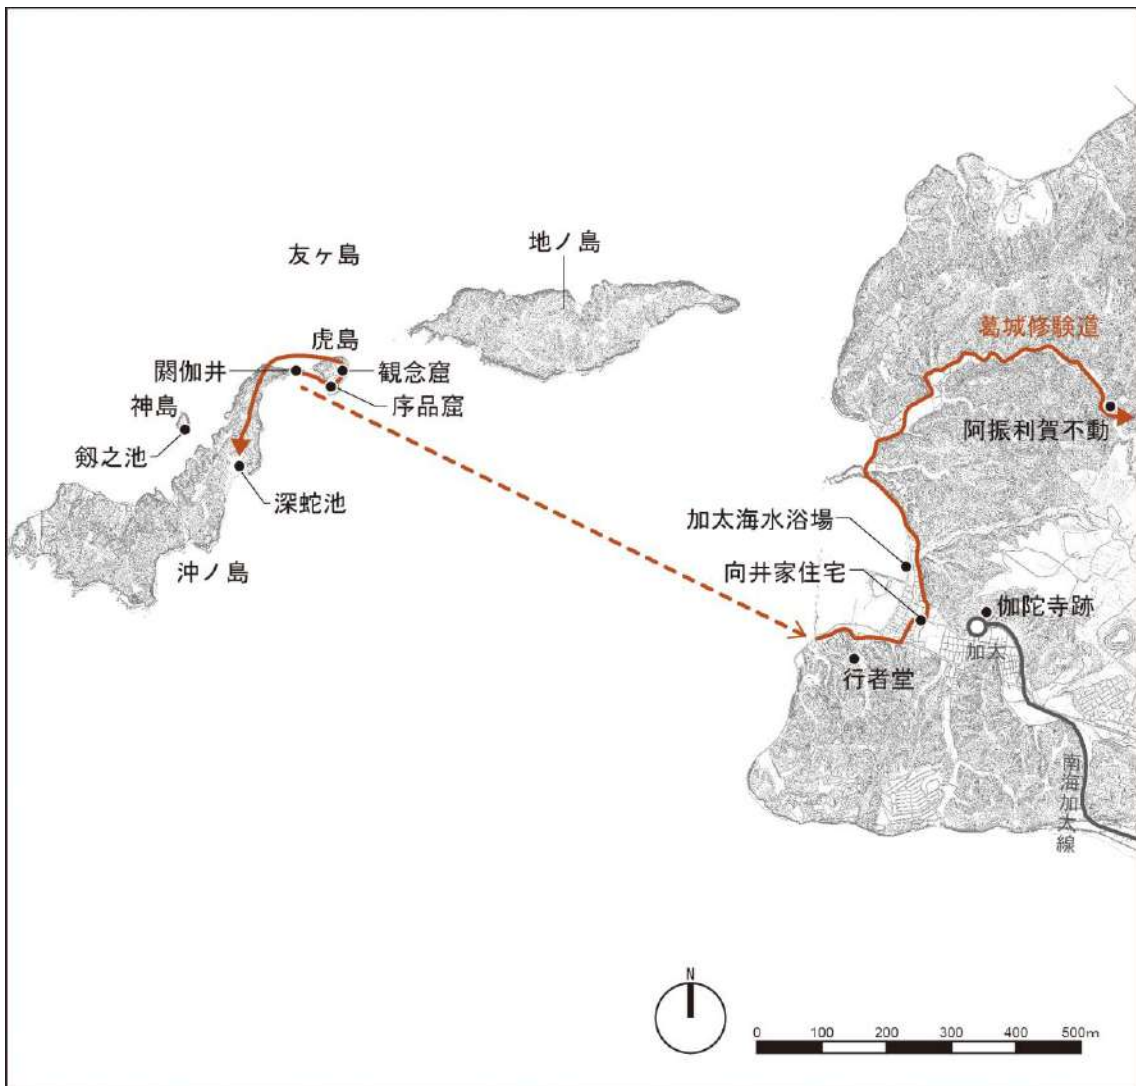 友ヶ島
地ノ島
虎島
閼伽井
観念窟
序品窟
神島
剱之池
深蛇池
沖ノ島
葛城修験道
阿振利賀不動
加太海水浴場
向井家住宅
伽陀寺跡
加太
行者堂
南海加太線
N
0 100 200 300 400 500m